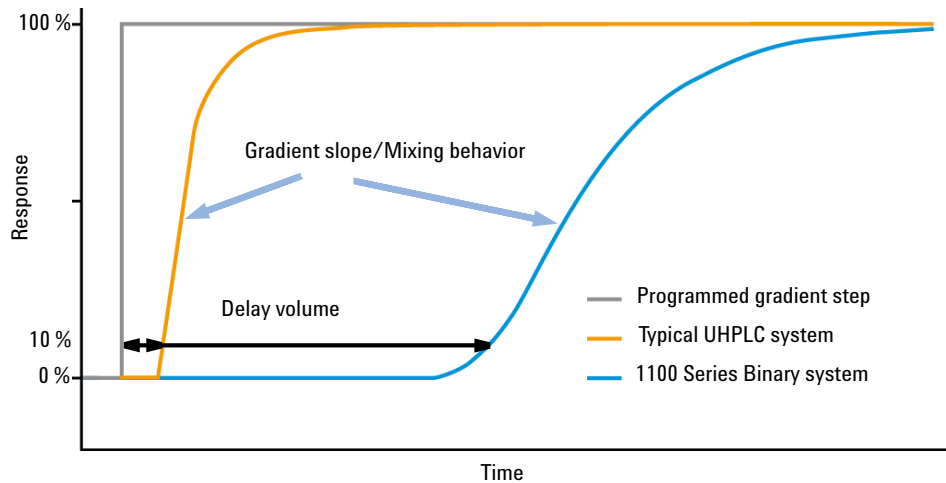 100 %
Gradient slope/Mixing behavior
Response
Delay volume
10 %
0 %
Programmed gradient step
Typical UHPLC system
1100 Series Binary system
Time